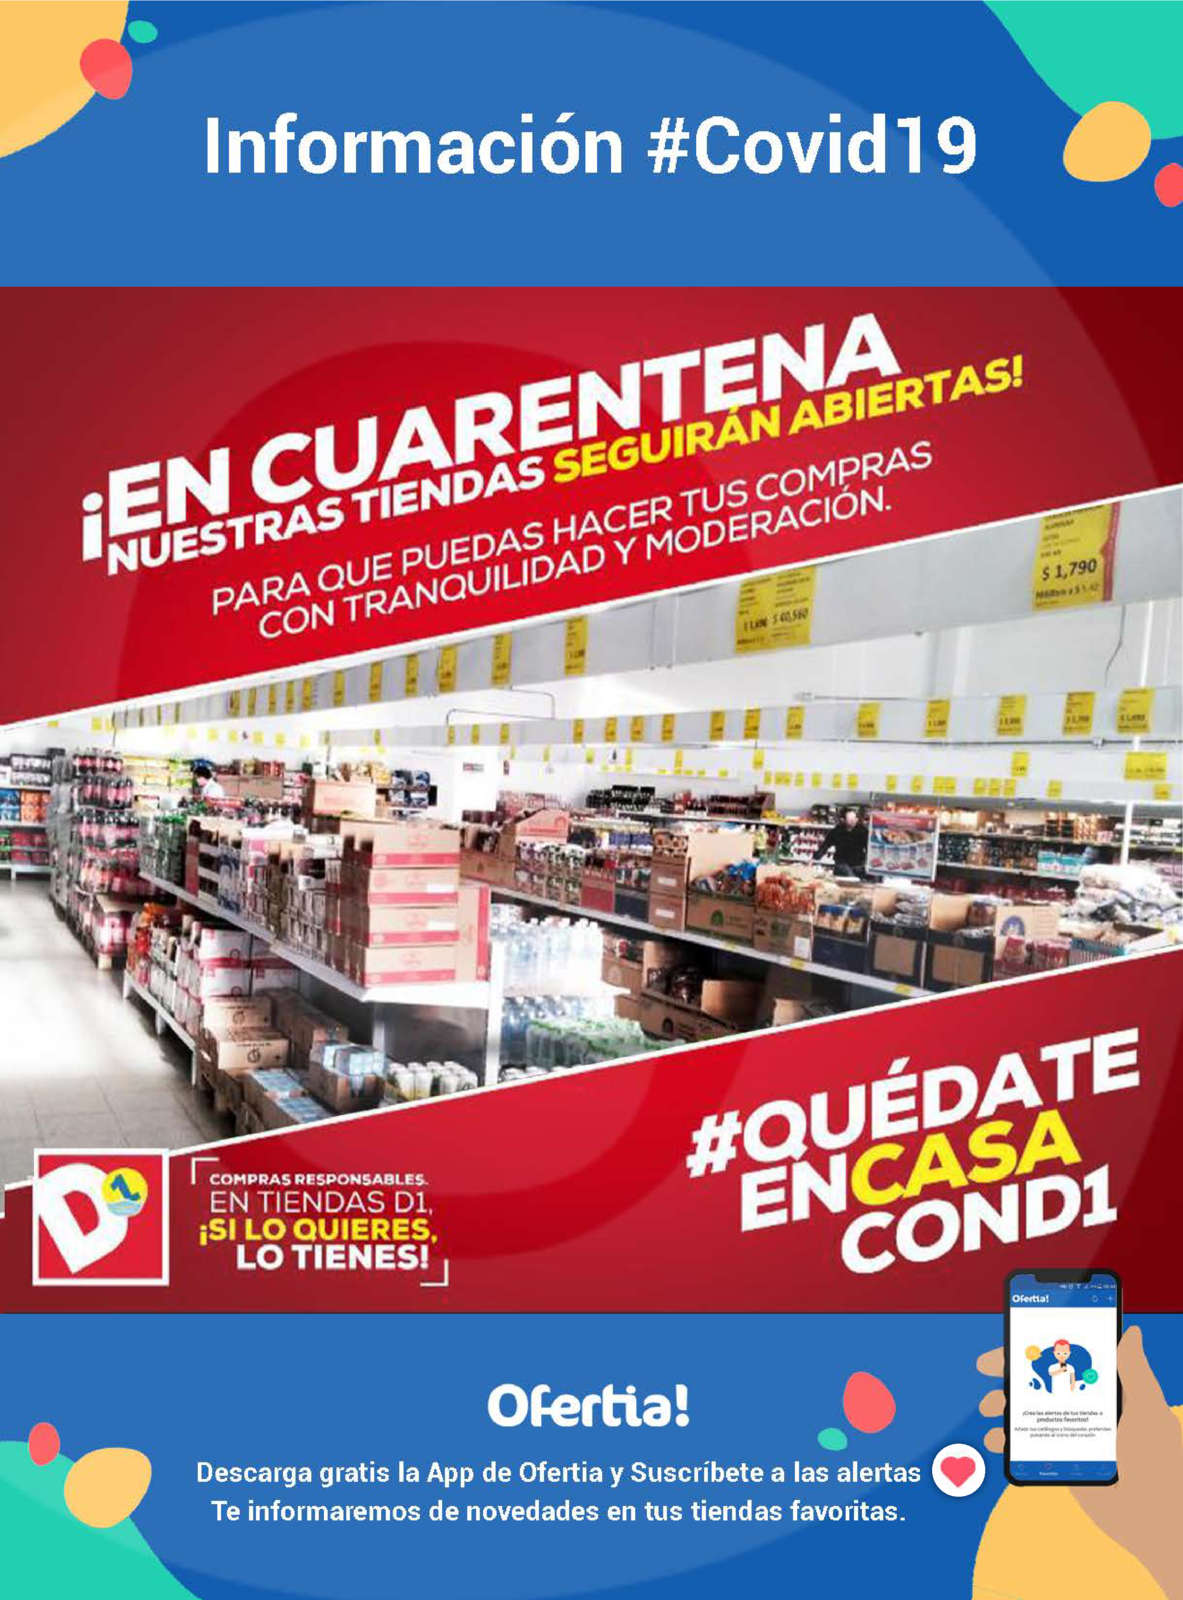 Información #Covid19
¡EN CUARENTENA
NUESTRAS TIENDAS SEGUIRÁN ABIERTAS!
PARA QUE PUEDAS HACER TUS COMPRAS
CON TRANQUILIDAD Y MODERACIÓN.
$ 1,790
#QUÉDATE
ENCASA
COND1
D1
COMPRAS RESPONSABLES.
EN TIENDAS D1,
¡SI LO QUIERES,
LO TIENES!
Ofertia!
Ofertia!
Descarga gratis la App de Ofertia y Suscríbete a las alertas
Te informaremos de novedades en tus tiendas favoritas.